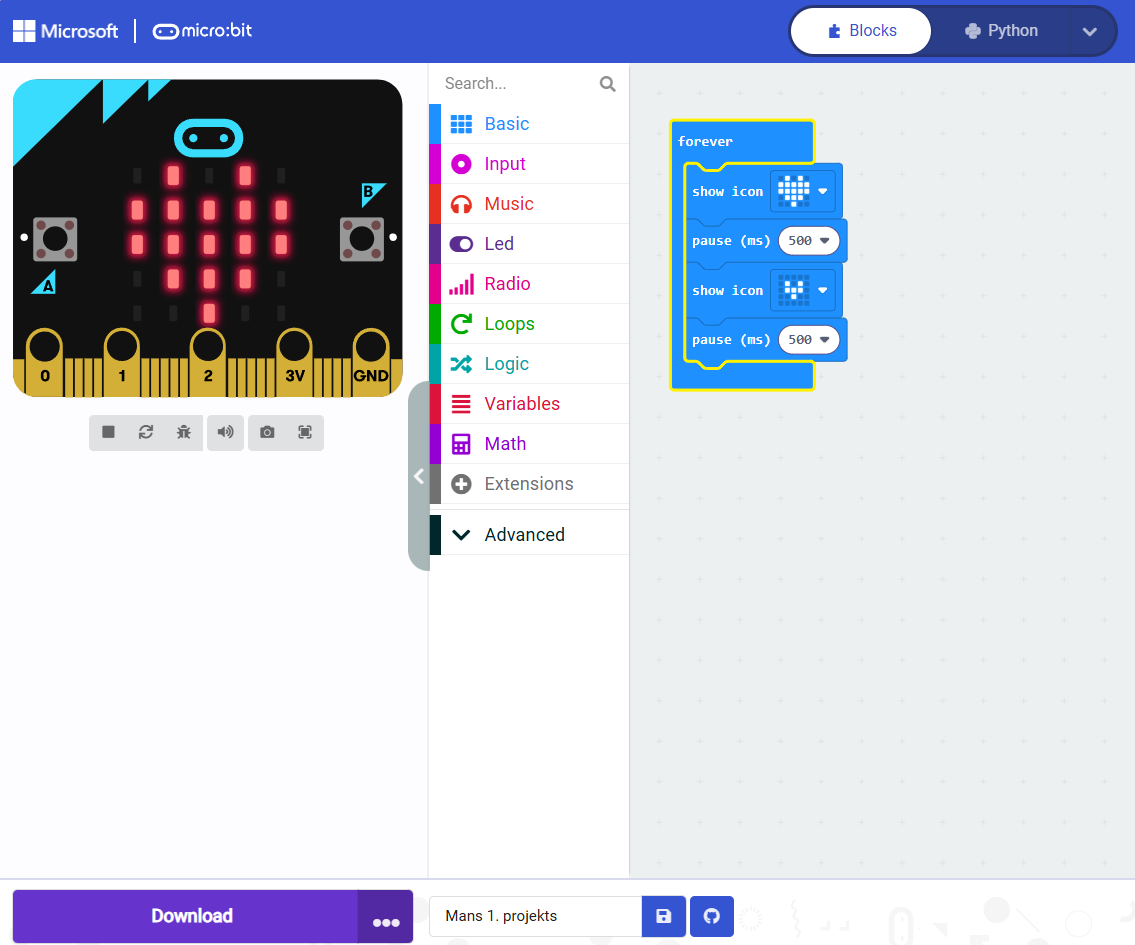 Microsoft
micro:bit
Blocks
Python
Search...
Basic
Input
Music
Led
Radio
Loops
Logic
Variables
Math
Extensions
Advanced
B
A
0
1
2
3V
GND
forever
show icon
pause (ms) 500
show icon
pause (ms) 500
Download
Mans 1. projekts